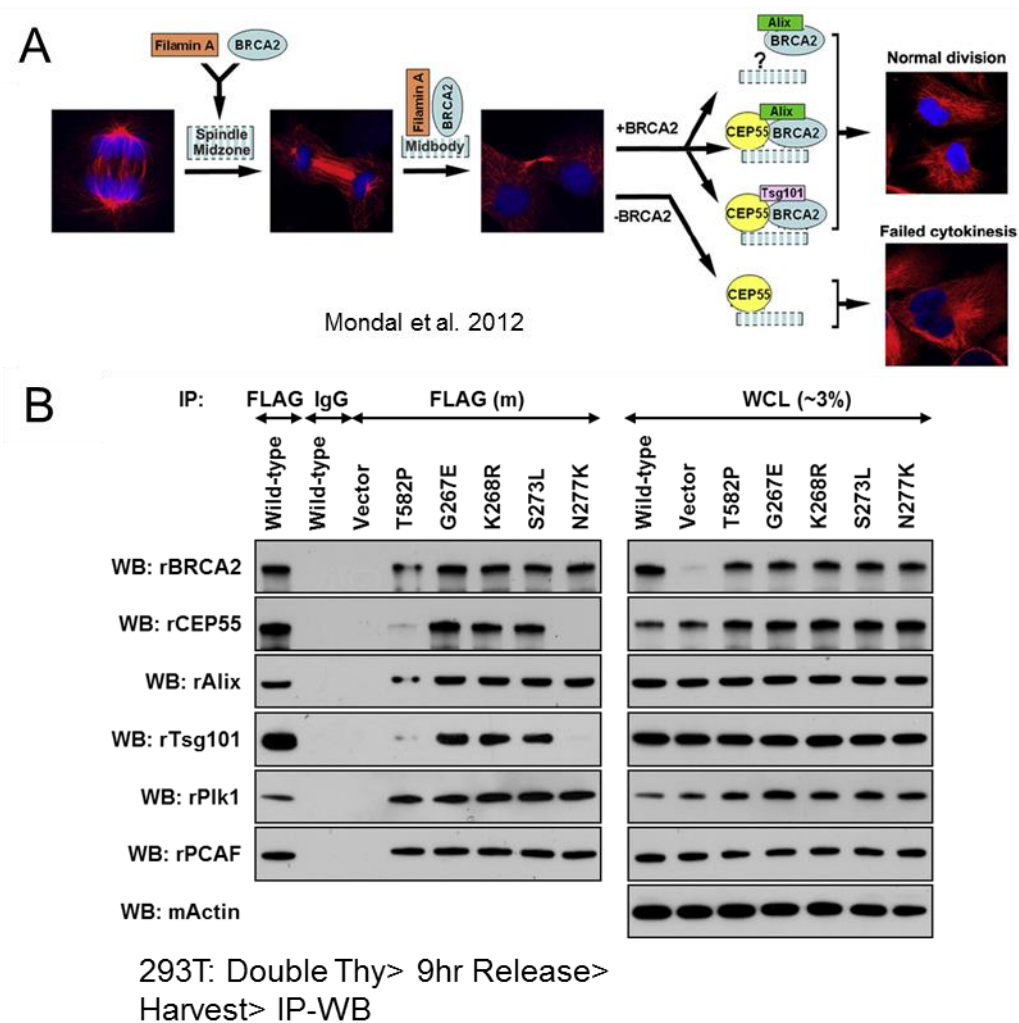 A
Filamin A
BRCA2
Spindle
Midzone
Filamin A
BRCA2
Midbody
+BRCA2
-BRCA2
Alix
BRCA2
?
Alix
CEP55
BRCA2
Tsg101
CEP55
BRCA2
CEP55
Normal division
Failed cytokinesis
Mondal et al. 2012
B
IP: FLAG IgG FLAG (m) WCL (~3%)
Wild-type
Wild-type
Vector
T582P
G267E
K268R
S273L
N277K
Wild-type
Vector
T582P
G267E
K268R
S273L
N277K
WB: rBRCA2
WB: rCEP55
WB: rAlix
WB: rTsg101
WB: rPlk1
WB: rPCAF
WB: mActin
293T: Double Thy> 9hr Release>
Harvest> IP-WB